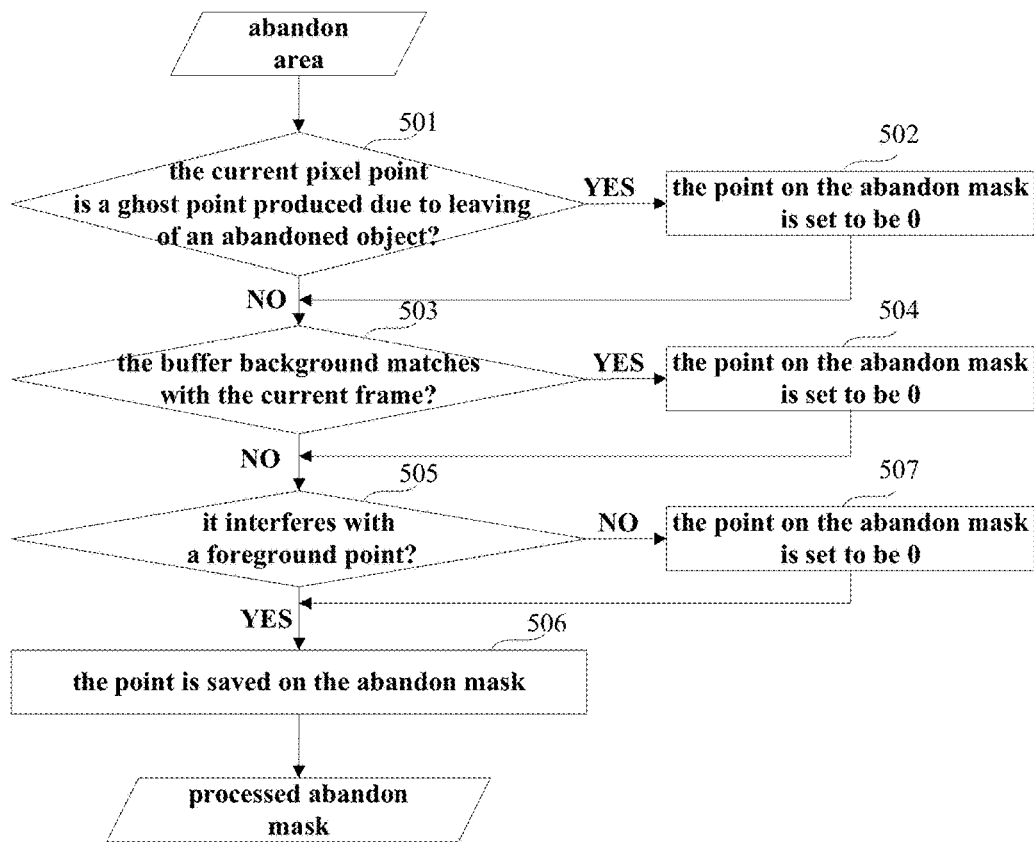 abandon
area
501
the current pixel point
is a ghost point produced due to leaving
of an abandoned object?
YES
502
the point on the abandon mask
is set to be 0
NO
503
the buffer background matches
with the current frame?
YES
504
the point on the abandon mask
is set to be 0
NO
505
it interferes with
a foreground point?
NO
507
the point on the abandon mask
is set to be 0
YES
506
the point is saved on the abandon mask
processed abandon
mask